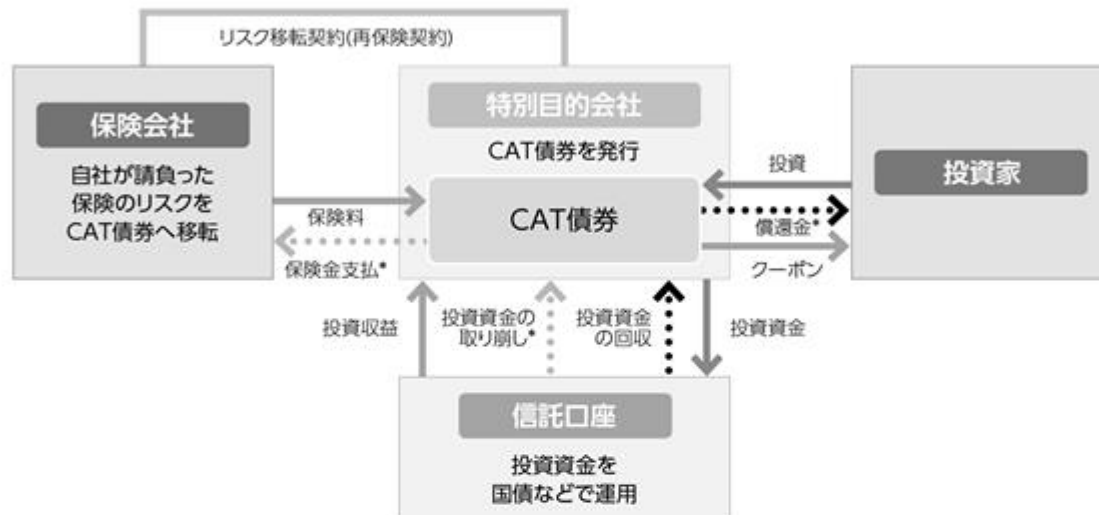 リスク移転契約(再保険契約)
保険会社
自社が請負った
保険のリスクを
CAT債券へ移転
特別目的会社
CAT債券を発行
CAT債券
投資家
保険料
保険金支払*
投資
償還金*
クーポン
投資収益
投資資金の
取り崩し*
投資資金
の回収
投資資金
信託口座
投資資金を
国債などで運用